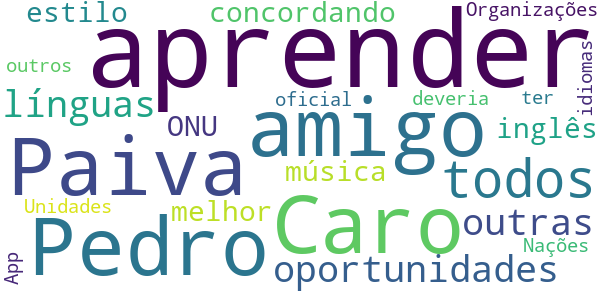 estilo
concordando
Organizações
aprender
outros
idiomas
línguas
oficial
deveria
ter
ONU
amigo
inglês
Paiva
música
todos
Unidades
melhor
Caro
outras
Pedro
Nações
App
oportunidades